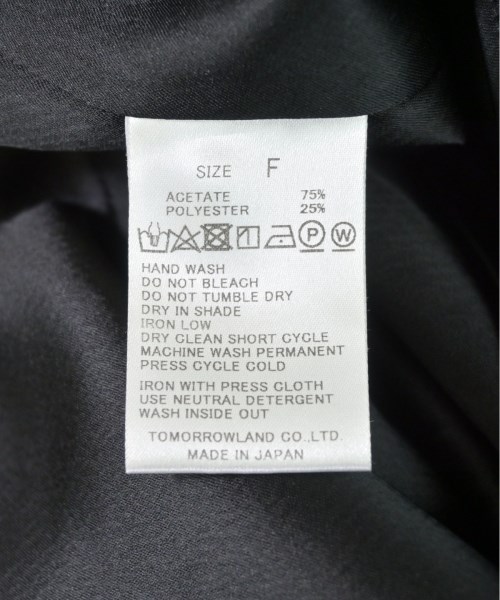 SIZE F
ACETATE 75%
POLYESTER 25%
P W
HAND WASH
DO NOT BLEACH
DO NOT TUMBLE DRY
DRY IN SHADE
IRON LOW
DRY CLEAN SHORT CYCLE
MACHINE WASH PERMANENT
PRESS CYCLE COLD
IRON WITH PRESS CLOTH
USE NEUTRAL DETERGENT
WASH INSIDE OUT
TOMORROWLAND CO.,LTD.
MADE IN JAPAN